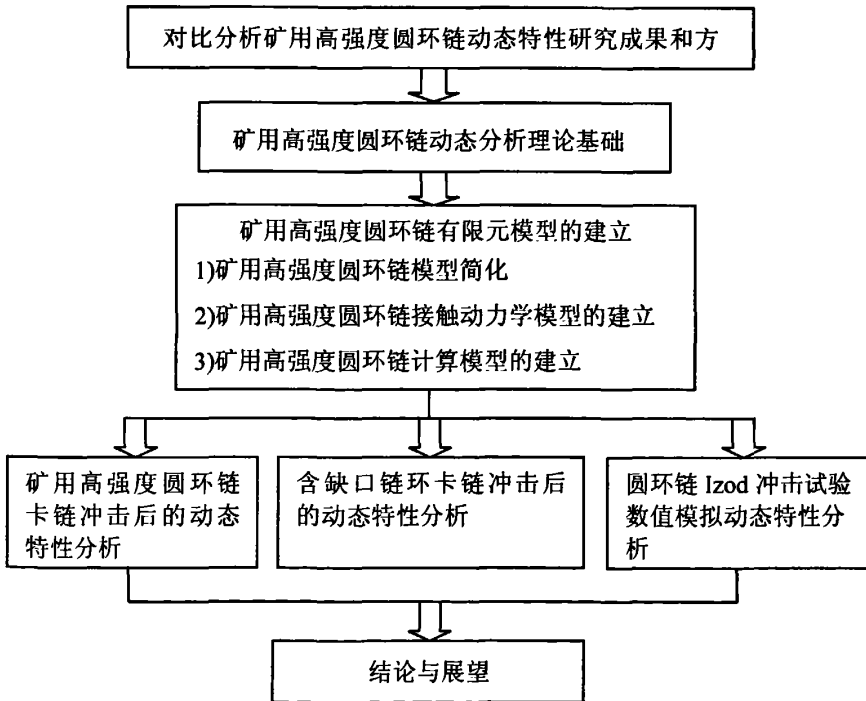 对比分析矿用高强度圆环链动态特性研究成果和方
矿用高强度圆环链动态分析理论基础
矿用高强度圆环链有限元模型的建立
1)矿用高强度圆环链模型简化
2)矿用高强度圆环链接触动力学模型的建立
3)矿用高强度圆环链计算模型的建立
矿用高强度圆环链
卡链冲击后的动态
特性分析
含缺口链环卡链冲击后
的动态特性分析
圆环链 Izod 冲击试验
数值模拟动态特性分
析
结论与展望